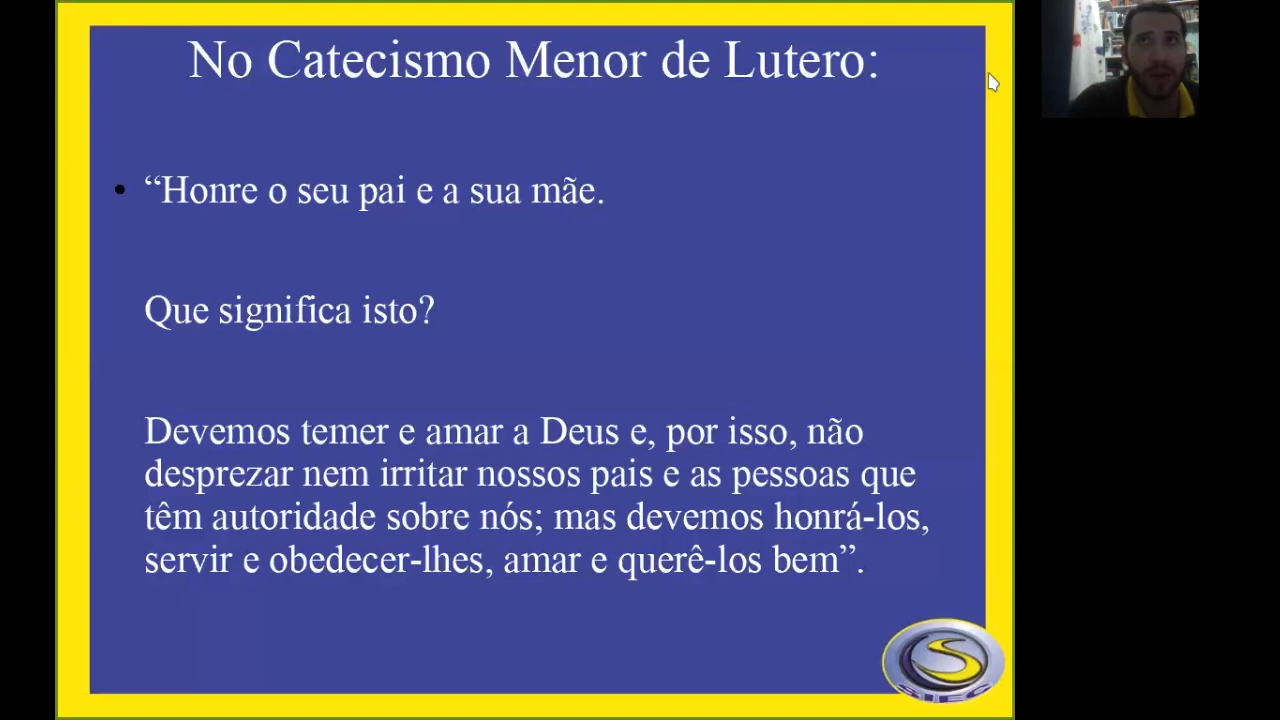 No Catecismo Menor de Lutero:
• “Honre o seu pai e a sua mãe.
Que significa isto?
Devemos temer e amar a Deus e, por isso, não
desprezar nem irritar nossos pais e as pessoas que
têm autoridade sobre nós; mas devemos honrá-los,
servir e obedecer-lhes, amar e querê-los bem”.